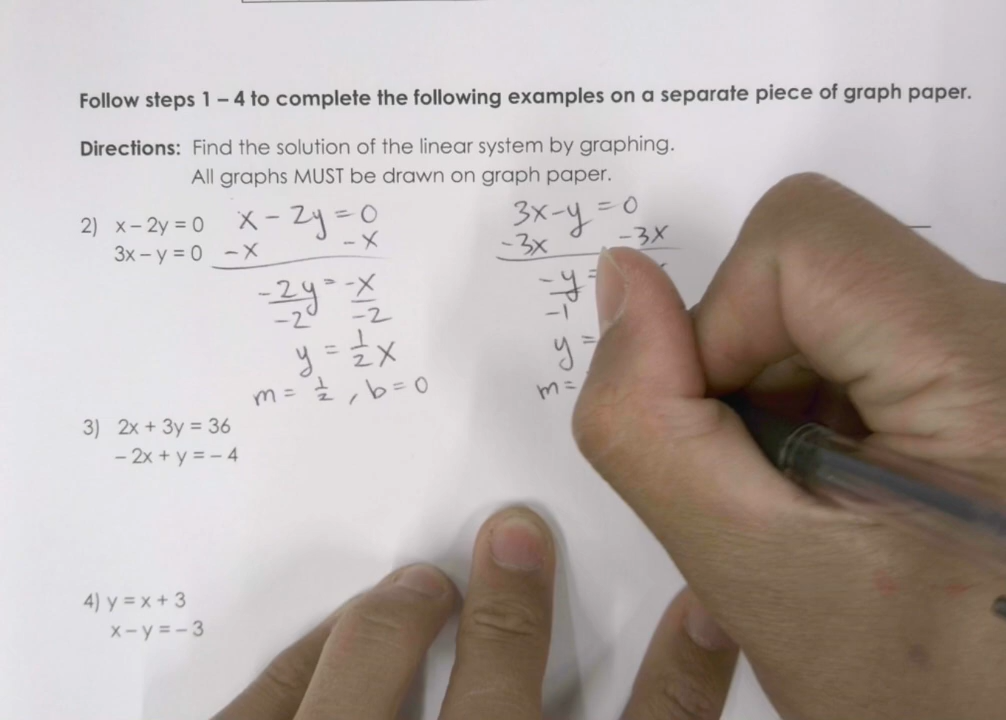 Follow steps 1 – 4 to complete the following examples on a separate piece of graph paper.
Directions: Find the solution of the linear system by graphing.
All graphs MUST be drawn on graph paper.
2) x – 2y = 0
3x – y = 0
x - 2y = 0
-x -x
-2y = -x
-2 -2
y = 1/2 x
m = 1/2, b = 0
3x - y = 0
-3x -3x
-y =
-1
y =
m =
3) 2x + 3y = 36
– 2x + y = – 4
4) y = x + 3
x – y = – 3